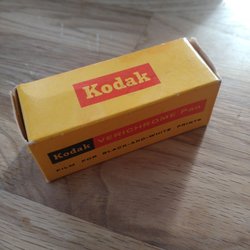 Kodak
Kodak VERICHROME PAN
FILM FOR BLACK-AND-WHITE PRINTS